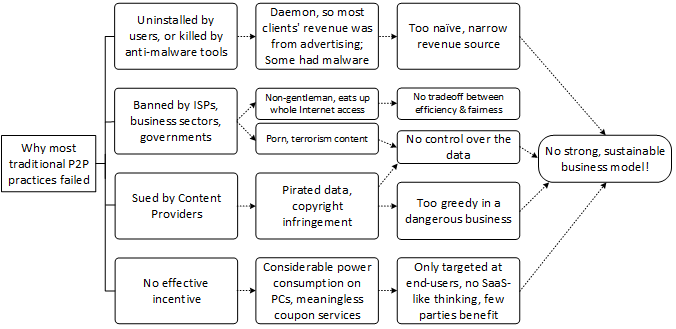 Why most
traditional P2P
practices failed
Uninstalled by
users, or killed by
anti-malware tools
Daemon, so most
clients' revenue was
from advertising;
Some had malware
Too naïve, narrow
revenue source
Banned by ISPs,
business sectors,
governments
Non-gentleman, eats up
whole Internet access
No tradeoff between
efficiency & fairness
Porn, terrorism content
No control over the
data
Sued by Content
Providers
Pirated data,
copyright
infringement
Too greedy in a
dangerous business
No effective
incentive
Considerable power
consumption on
PCs, meaningless
coupon services
Only targeted at
end-users, no SaaS-
like thinking, few
parties benefit
No strong, sustainable
business model!